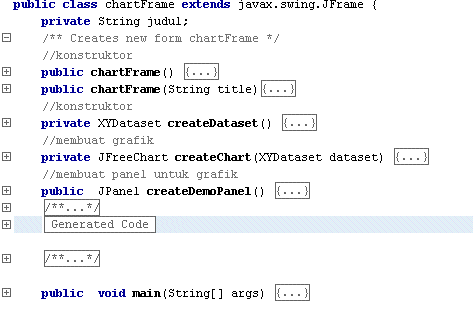 public class chartFrame extends javax.swing.JFrame {
private String judul;
/** Creates new form chartFrame */
//konstruktor
public chartFrame() {...}
public chartFrame(String title){...}
//konstruktor
private XYDataset createDataset() {...}
//membuat grafik
private JFreeChart createChart(XYDataset dataset) {...}
//membuat panel untuk grafik
public JPanel createDemoPanel() {...}
/**...*/
Generated Code
/**...*/
public void main(String[] args) {...}